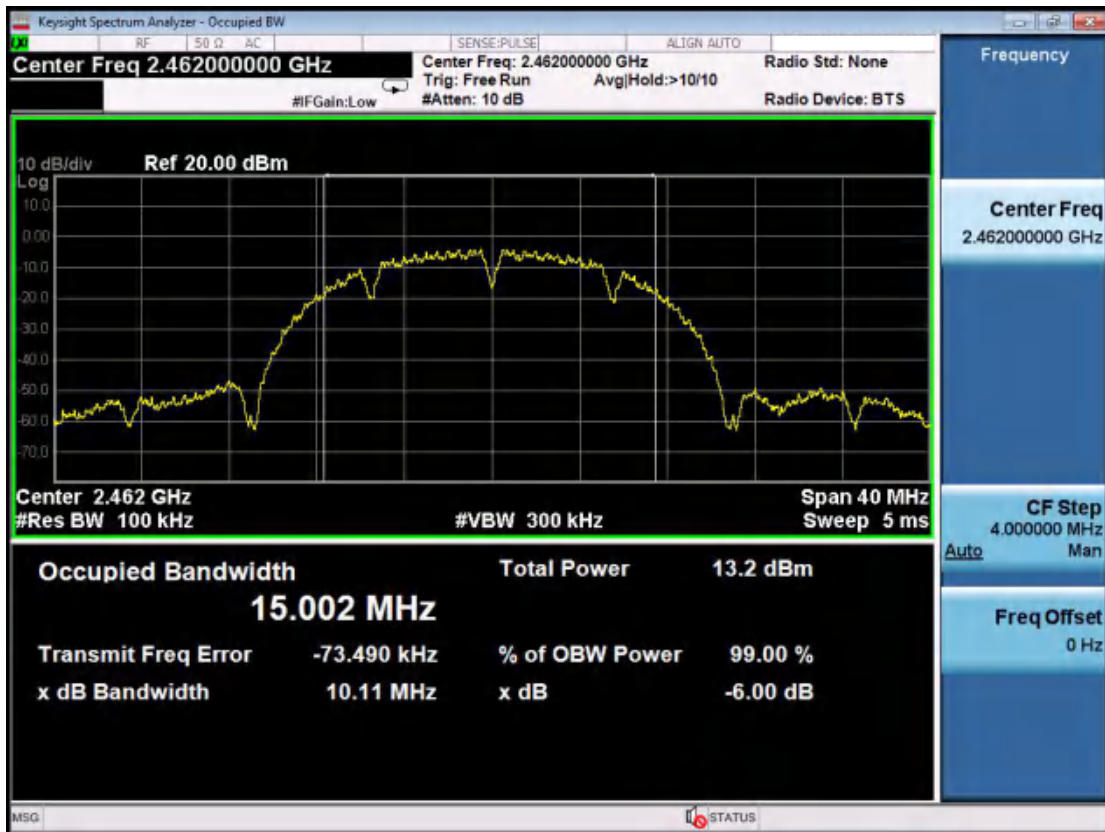 Keysight Spectrum Analyzer - Occupied BW
LXI RF 50 Ω AC SENSE:PULSE ALIGN AUTO
Center Freq 2.462000000 GHz
Center Freq: 2.462000000 GHz Radio Std: None
Trig: Free Run Avg|Hold:>10/10
#IFGain:Low #Atten: 10 dB Radio Device: BTS
10 dB/div Ref 20.00 dBm
Log
10.0
0.00
-10.0
-20.0
-30.0
-40.0
-50.0
-60.0
-70.0
Center 2.462 GHz Span 40 MHz
#Res BW 100 kHz #VBW 300 kHz Sweep 5 ms
Occupied Bandwidth Total Power 13.2 dBm
15.002 MHz
Transmit Freq Error -73.490 kHz % of OBW Power 99.00 %
x dB Bandwidth 10.11 MHz x dB -6.00 dB
Frequency
Center Freq
2.462000000 GHz
CF Step
4.000000 MHz
Auto Man
Freq Offset
0 Hz
MSG STATUS